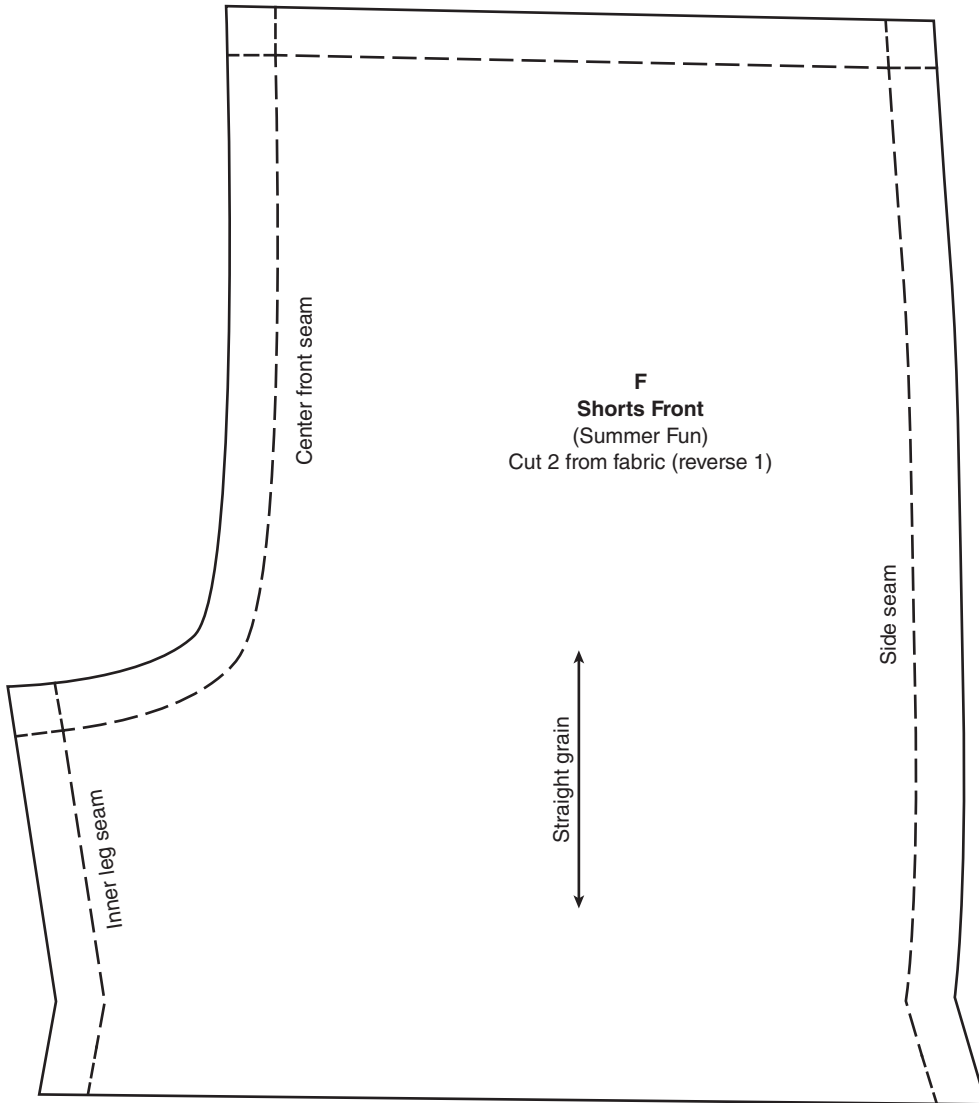 F
Shorts Front
(Summer Fun)
Cut 2 from fabric (reverse 1)
Center front seam
Side seam
Straight grain
Inner leg seam